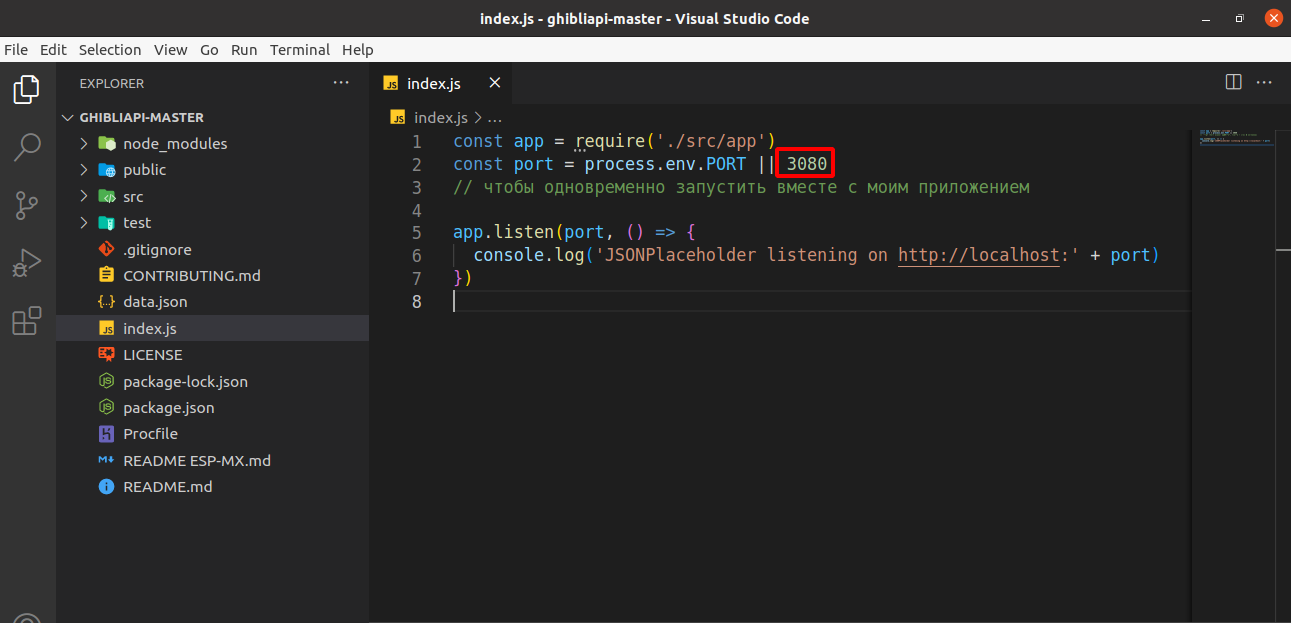 index.js - ghibliapi-master - Visual Studio Code
File Edit Selection View Go Run Terminal Help
EXPLORER
GHIBLIAPI-MASTER
node_modules
public
src
test
.gitignore
CONTRIBUTING.md
data.json
index.js
LICENSE
package-lock.json
package.json
Procfile
README ESP-MX.md
README.md
JS index.js
JS index.js > ...
1 const app = require('./src/app')
2 const port = process.env.PORT || 3080
3 // чтобы одновременно запустить вместе с моим приложением
4
5 app.listen(port, () => {
6 console.log('JSONPlaceholder listening on http://localhost:' + port)
7 })
8